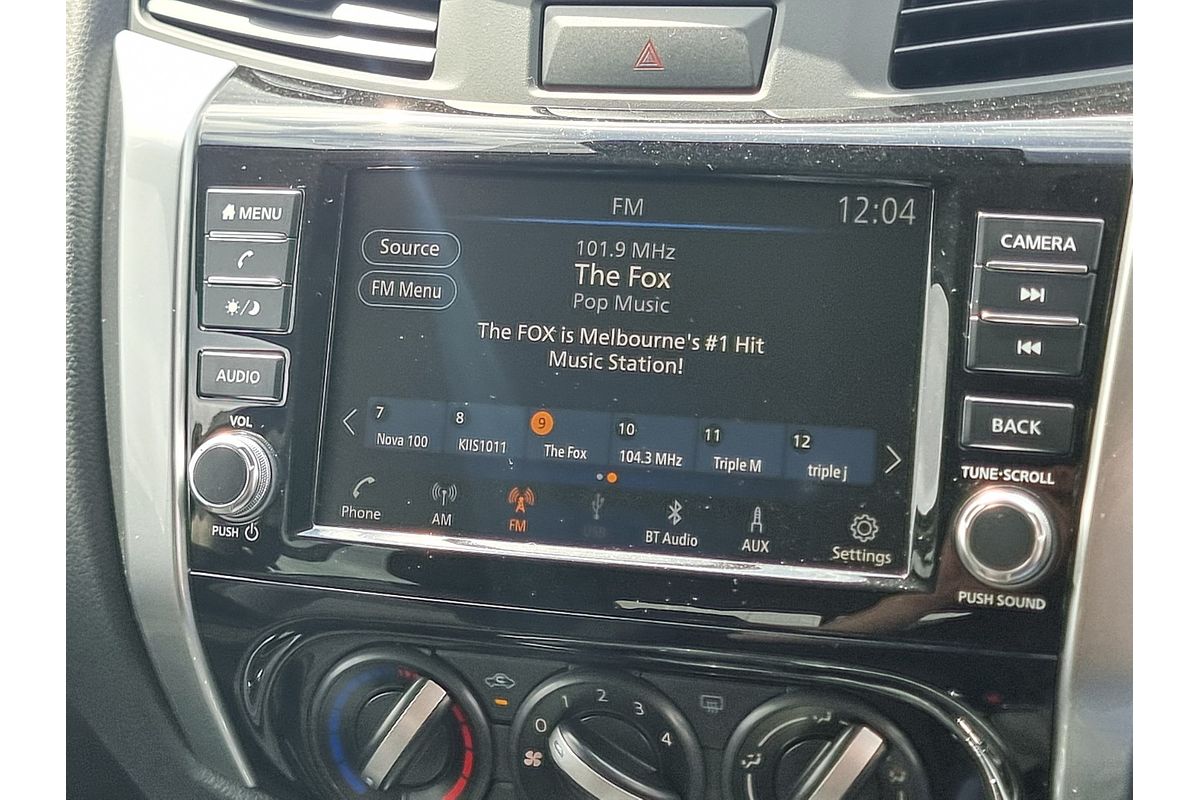 MENU
AUDIO
VOL
PUSH
FM
12:04
Source
FM Menu
101.9 MHz
The Fox
Pop Music
The FOX is Melbourne's #1 Hit
Music Station!
7 Nova 100
8 KIIS1011
9 The Fox
10 104.3 MHz
11 Triple M
12 triple j
Phone
AM
FM
USB
BT Audio
AUX
Settings
CAMERA
BACK
TUNE·SCROLL
PUSH SOUND
0 1 2 3 4